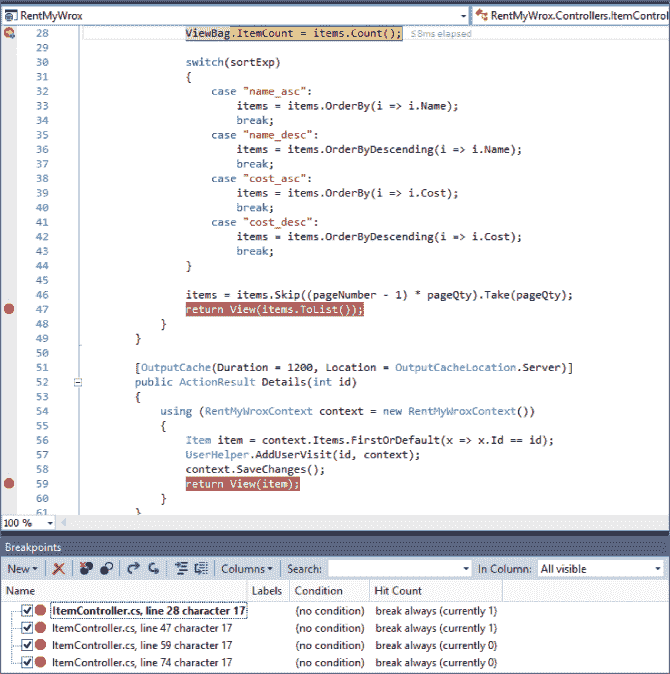 RentMyWrox RentMyWrox.Controllers.ItemControl
28 ViewBag.ItemCount = items.Count(); ≤8ms elapsed
29
30 switch(sortExp)
31 {
32 case "name_asc":
33 items = items.OrderBy(i => i.Name);
34 break;
35 case "name_desc":
36 items = items.OrderByDescending(i => i.Name);
37 break;
38 case "cost_asc":
39 items = items.OrderBy(i => i.Cost);
40 break;
41 case "cost_desc":
42 items = items.OrderByDescending(i => i.Cost);
43 break;
44 }
45
46 items = items.Skip((pageNumber - 1) * pageQty).Take(pageQty);
47 return View(items.ToList());
48 }
49 }
50
51 [OutputCache(Duration = 1200, Location = OutputCacheLocation.Server)]
52 public ActionResult Details(int id)
53 {
54 using (RentMyWroxContext context = new RentMyWroxContext())
55 {
56 Item item = context.Items.FirstOrDefault(x => x.Id == id);
57 UserHelper.AddUserVisit(id, context);
58 context.SaveChanges();
59 return View(item);
60 }
61 }
100 %
Breakpoints
New Columns Search: In Column: All visible
Name Labels Condition Hit Count
ItemController.cs, line 28 character 17 (no condition) break always (currently 1)
ItemController.cs, line 47 character 17 (no condition) break always (currently 1)
ItemController.cs, line 59 character 17 (no condition) break always (currently 0)
ItemController.cs, line 74 character 17 (no condition) break always (currently 0)